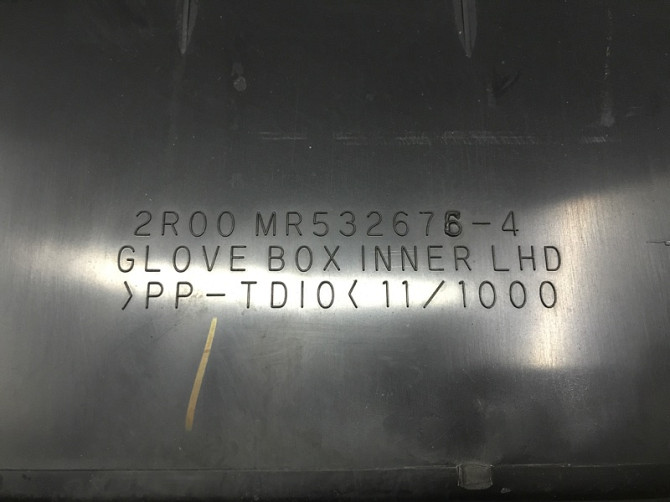 2R00 MR532676-4
GLOVE BOX INNER LHD
>PP-TD10< 11/1000